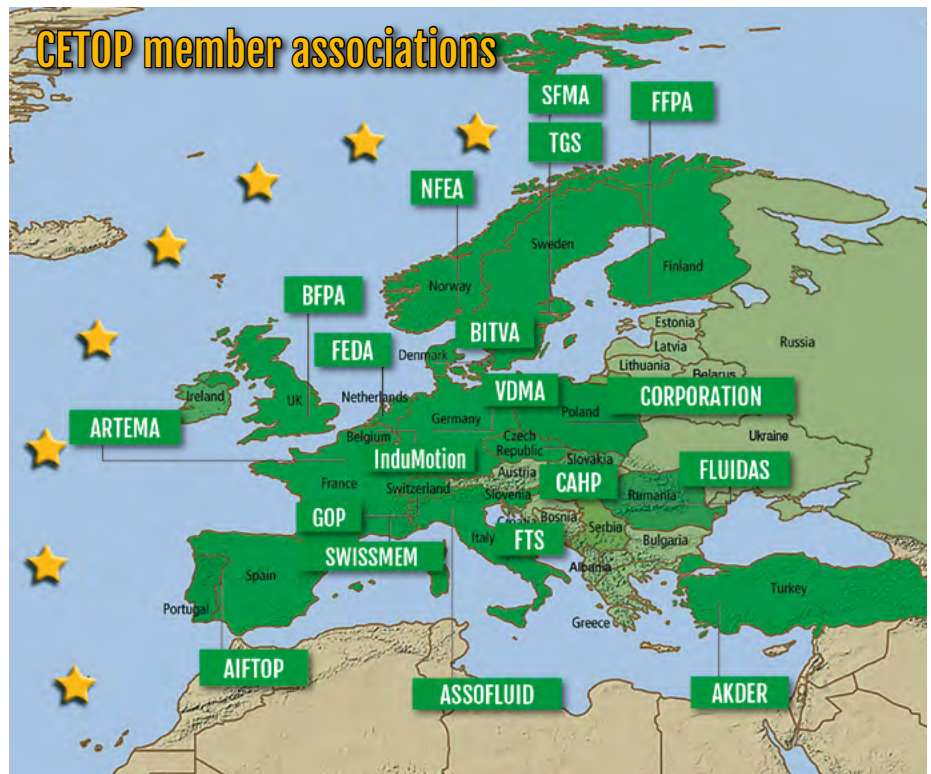 CETOP member associations
SFMA
FFPA
TGS
NFEA
Sweden
Finland
Norway
BFPA
Estonia
BITVA
Russia
FEDA
Denmark
Latvia
Lithuania
Belarus
Ireland
UK
Netherlands
VDMA
CORPORATION
Germany
Poland
ARTEMA
Belgium
Czech
Republic
Ukraine
InduMotion
Slovakia
FLUIDAS
Austria
France
Switzerland
CAHP
Slovenia
Rumania
GOP
Croatia
Bosnia
Serbia
Italy
FTS
Bulgaria
SWISSMEM
Albania
Spain
Turkey
Portugal
Greece
AIFTOP
ASSOFLUID
AKDER